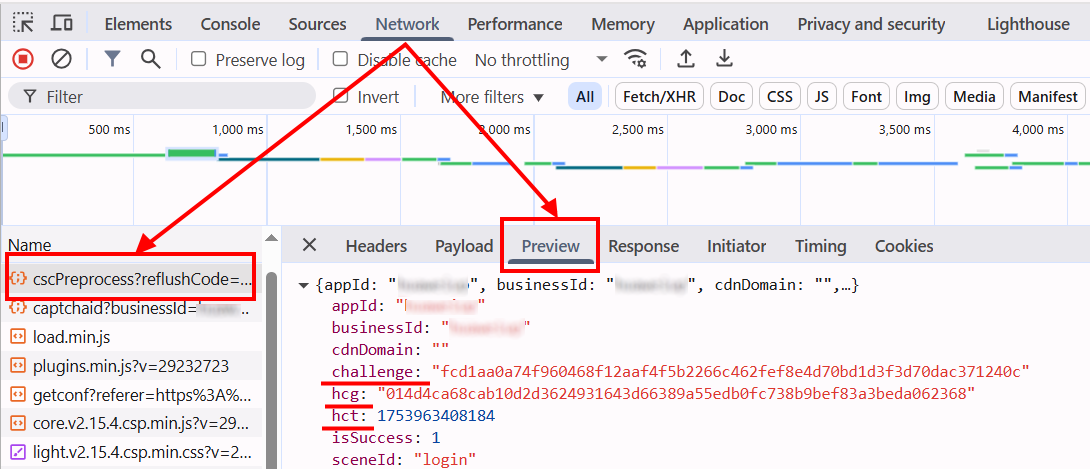 Elements Console Sources Network Performance Memory Application Privacy and security Lighthouse
Preserve log Disable cache No throttling
Filter Invert More filters All Fetch/XHR Doc CSS JS Font Img Media Manifest
500 ms 1,000 ms 1,500 ms 2,000 ms 2,500 ms 3,000 ms 3,500 ms 4,000 ms
Name
cscPreprocess?reflushCode=...
captchaid?businessId=
load.min.js
plugins.min.js?v=29232723
getconf?referer=https%3A%...
core.v2.15.4.csp.min.js?v=29...
light.v2.15.4.csp.min.css?v=2...
Headers Payload Preview Response Initiator Timing Cookies
{appId: "", businessId: "", cdnDomain: "",…}
appId: ""
businessId: ""
cdnDomain: ""
challenge: "fcd1aa0a74f960468f12aaf4f5b2266c462fef8e4d70bd1d3f3d70dac371240c"
hcg: "014d4ca68cab10d2d3624931643d66389a55edb0fc738b9bef83a3beda062368"
hct: 1753963408184
isSuccess: 1
sceneId: "login"